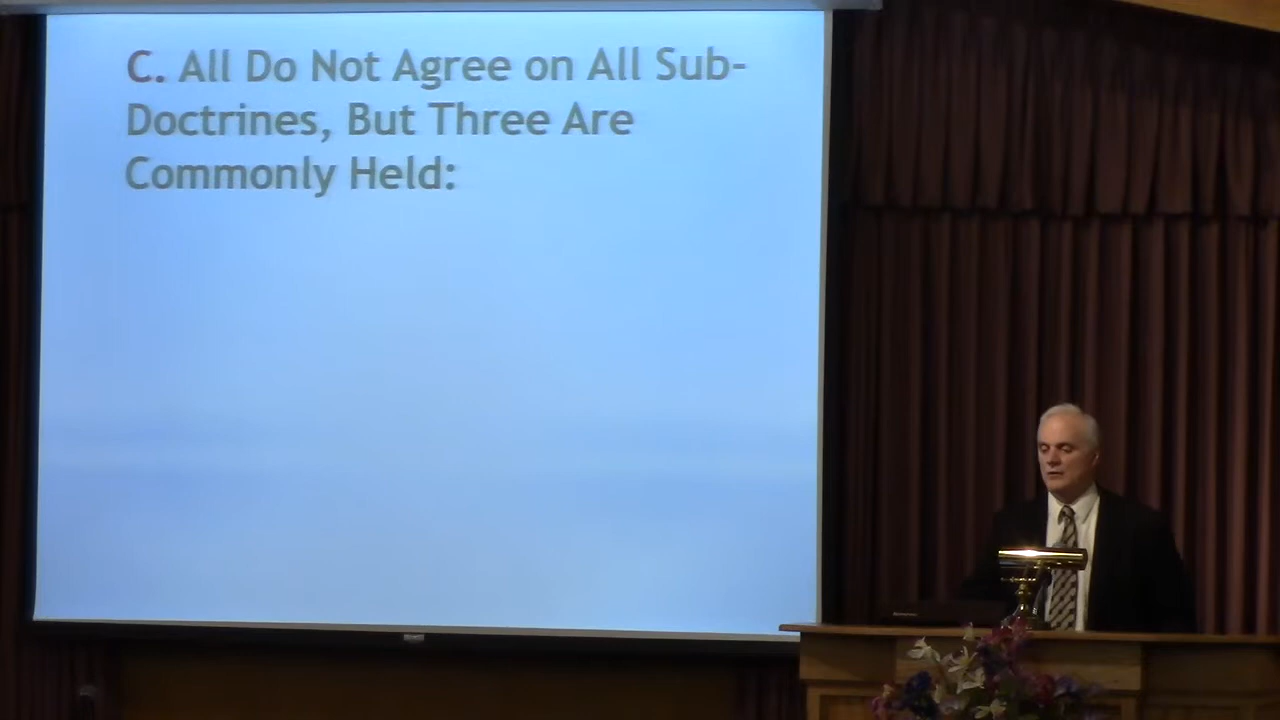 C. All Do Not Agree on All Sub-
Doctrines, But Three Are
Commonly Held: